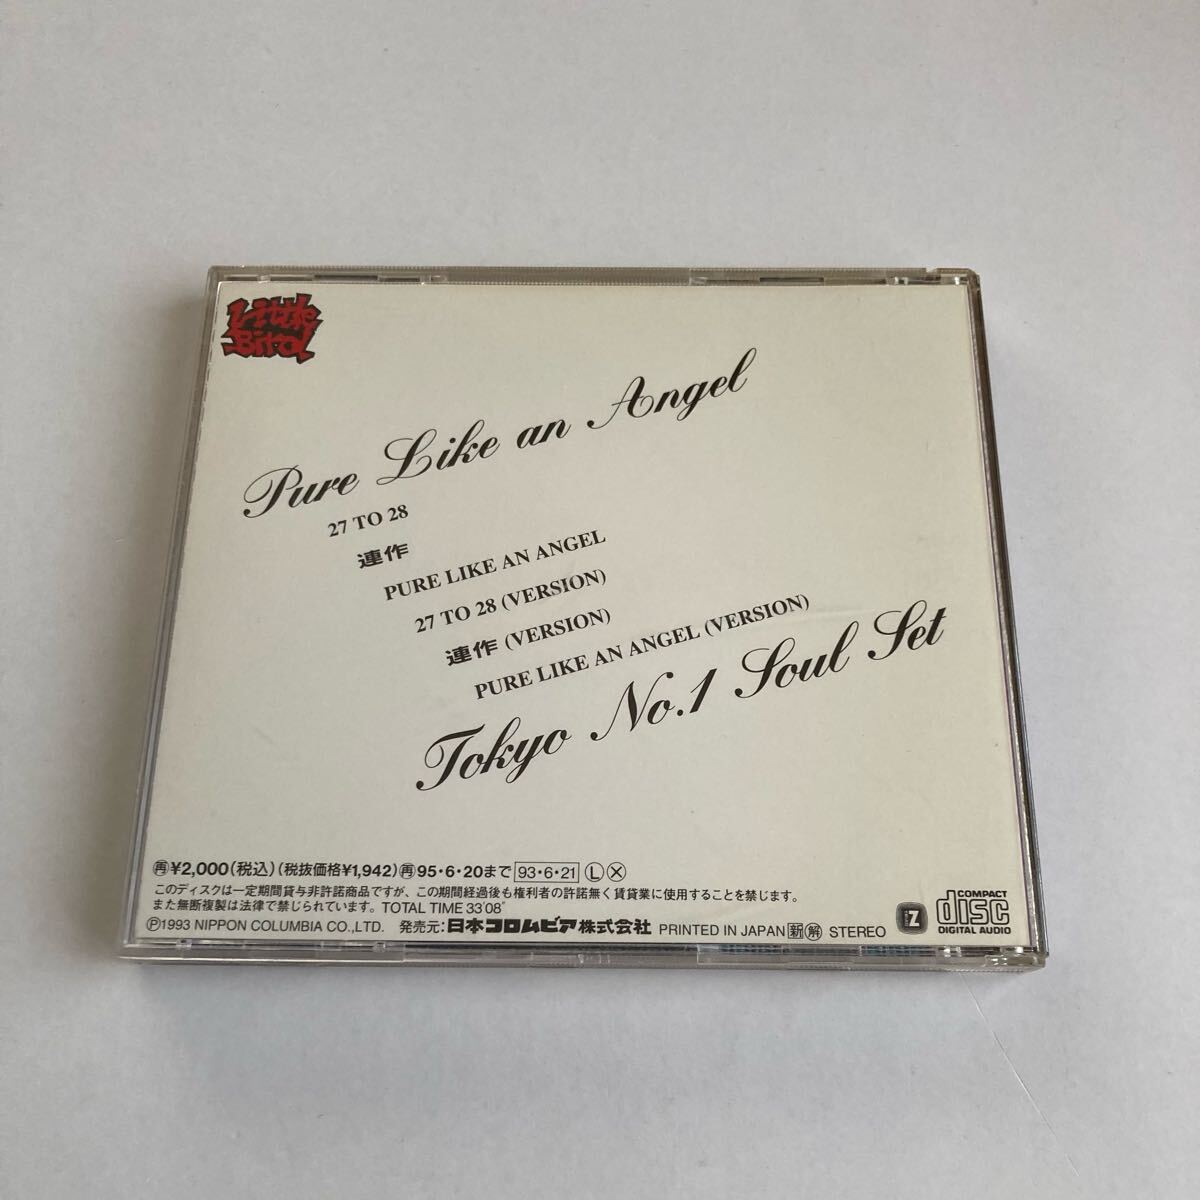 Little
Bird
Pure Like an Angel
27 TO 28
連作
PURE LIKE AN ANGEL
27 TO 28 (VERSION)
連作 (VERSION)
PURE LIKE AN ANGEL (VERSION)
Tokyo No.1 Soul Set
再¥2,000(税込)(税抜価格¥1,942)再95・6・20まで 93・6・21 Ⓛ Ⓧ
このディスクは一定期間貸与非許諾商品ですが、この期間経過後も権利者の許諾無く賃貸業に使用することを禁じます。
また無断複製は法律で禁じられています。TOTAL TIME 33'08"
Ⓟ1993 NIPPON COLUMBIA CO.,LTD. 発売元:日本コロムビア株式会社 PRINTED IN JAPAN 新 解 STEREO
Z
COMPACT
disc
DIGITAL AUDIO